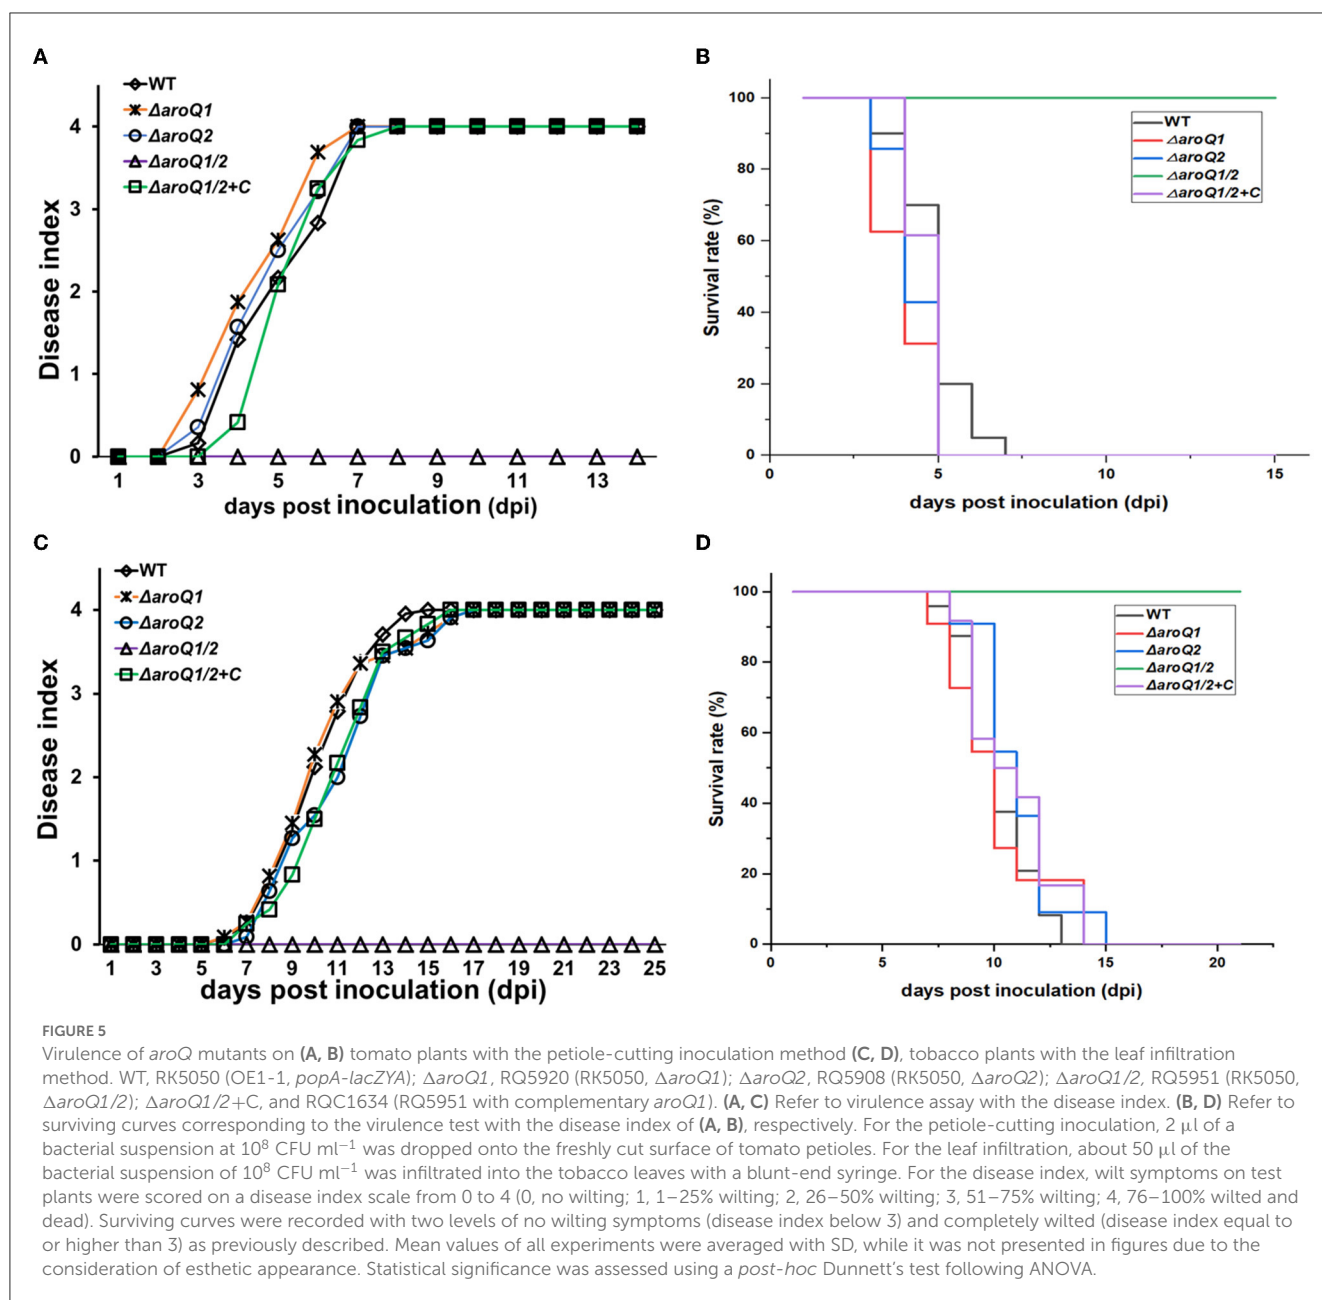 A
WT
ΔaroQ1
ΔaroQ2
ΔaroQ1/2
ΔaroQ1/2+C
Disease index
4
3
2
1
0
1 3 5 7 9 11 13
days post inoculation (dpi)
B
WT
ΔaroQ1
ΔaroQ2
ΔaroQ1/2
ΔaroQ1/2+C
Survival rate (%)
100
80
60
40
20
0
0 5 10 15
days post inoculation (dpi)
C
WT
ΔaroQ1
ΔaroQ2
ΔaroQ1/2
ΔaroQ1/2+C
Disease index
4
3
2
1
0
1 3 5 7 9 11 13 15 17 19 21 23 25
days post inoculation (dpi)
D
WT
ΔaroQ1
ΔaroQ2
ΔaroQ1/2
ΔaroQ1/2+C
Survival rate (%)
100
80
60
40
20
0
0 5 10 15 20
days post inoculation (dpi)
FIGURE 5
Virulence of aroQ mutants on (A, B) tomato plants with the petiole-cutting inoculation method (C, D), tobacco plants with the leaf infiltration
method. WT, RK5050 (OE1-1, popA-lacZYA); ΔaroQ1, RQ5920 (RK5050, ΔaroQ1); ΔaroQ2, RQ5908 (RK5050, ΔaroQ2); ΔaroQ1/2, RQ5951 (RK5050,
ΔaroQ1/2); ΔaroQ1/2+C, and RQC1634 (RQ5951 with complementary aroQ1). (A, C) Refer to virulence assay with the disease index. (B, D) Refer to
surviving curves corresponding to the virulence test with the disease index of (A, B), respectively. For the petiole-cutting inoculation, 2 μl of a
bacterial suspension at 10⁸ CFU ml⁻¹ was dropped onto the freshly cut surface of tomato petioles. For the leaf infiltration, about 50 μl of the
bacterial suspension of 10⁸ CFU ml⁻¹ was infiltrated into the tobacco leaves with a blunt-end syringe. For the disease index, wilt symptoms on test
plants were scored on a disease index scale from 0 to 4 (0, no wilting; 1, 1–25% wilting; 2, 26–50% wilting; 3, 51–75% wilting; 4, 76–100% wilted and
dead). Surviving curves were recorded with two levels of no wilting symptoms (disease index below 3) and completely wilted (disease index equal to
or higher than 3) as previously described. Mean values of all experiments were averaged with SD, while it was not presented in figures due to the
consideration of esthetic appearance. Statistical significance was assessed using a post-hoc Dunnett's test following ANOVA.